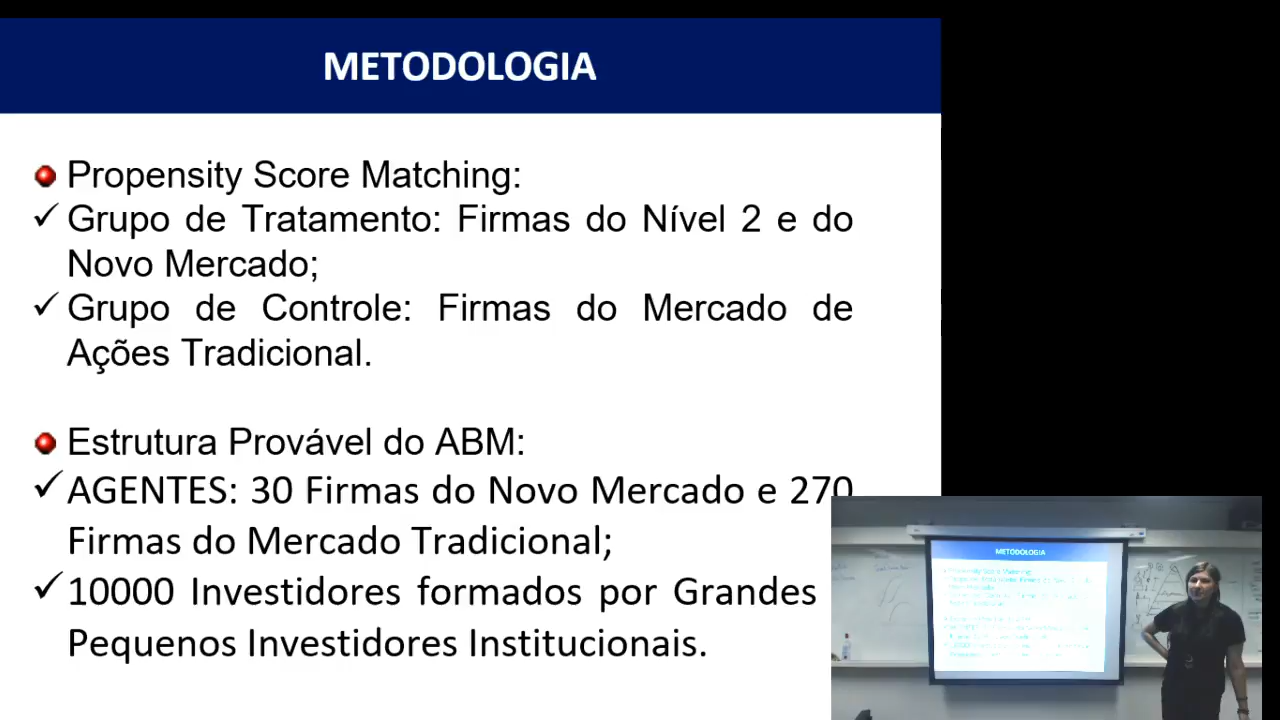 METODOLOGIA
Propensity Score Matching:
Grupo de Tratamento: Firmas do Nível 2 e do
Novo Mercado;
Grupo de Controle: Firmas do Mercado de
Ações Tradicional.
Estrutura Provável do ABM:
AGENTES: 30 Firmas do Novo Mercado e 270
Firmas do Mercado Tradicional;
10000 Investidores formados por Grandes
Pequenos Investidores Institucionais.
METODOLOGIA